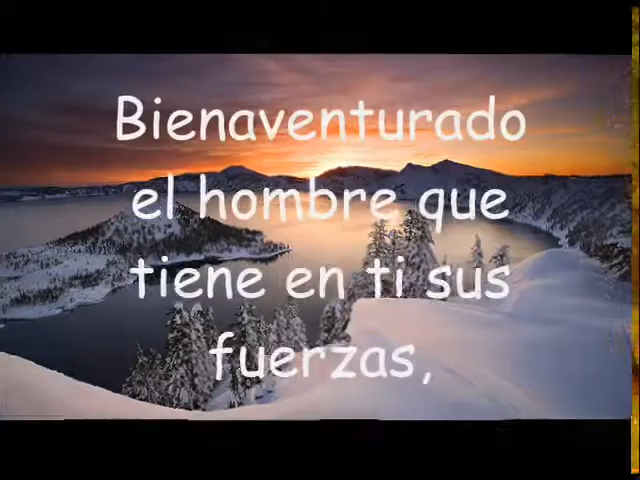 Bienaventurado
el hombre que
tiene en ti sus
fuerzas,